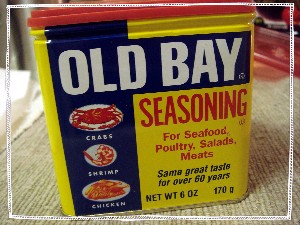 OLD BAY®
SEASONING®
CRABS
SHRIMP
CHICKEN
For Seafood,
Poultry, Salads,
Meats
Same great taste
for over 60 years
NET WT 6 OZ 170 g